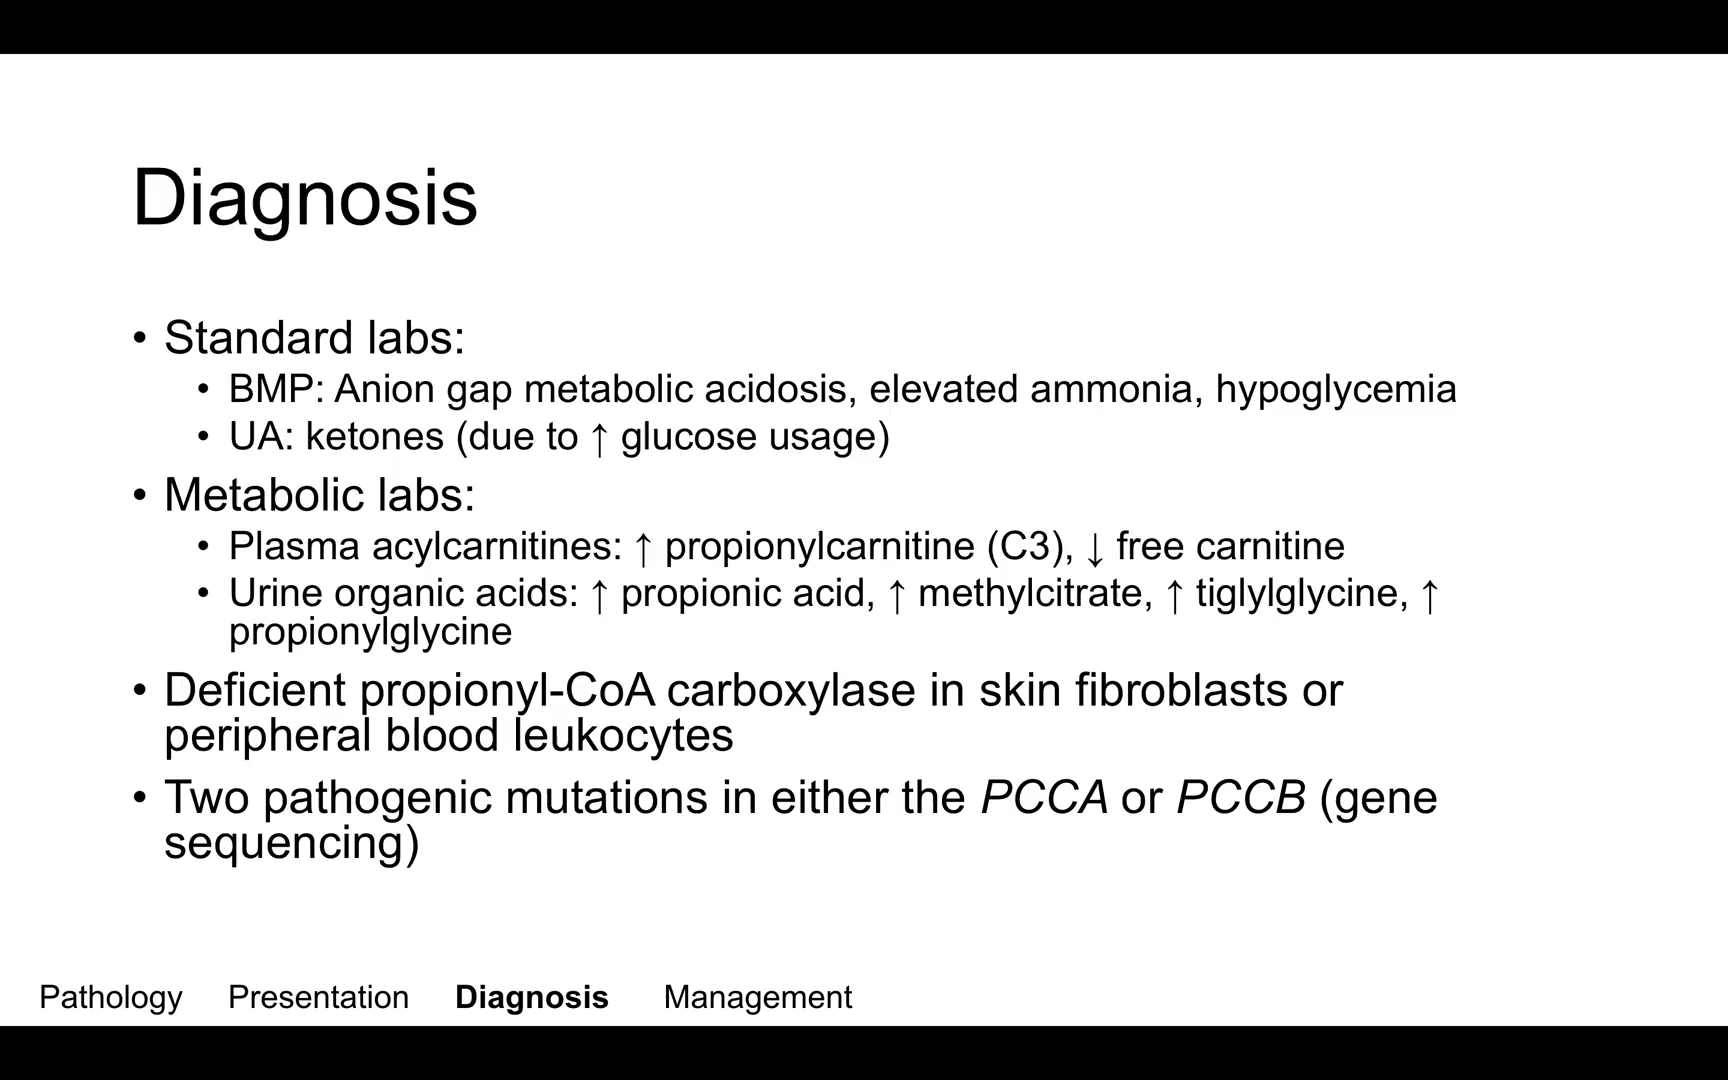 Diagnosis
• Standard labs:
• BMP: Anion gap metabolic acidosis, elevated ammonia, hypoglycemia
• UA: ketones (due to ↑ glucose usage)
• Metabolic labs:
• Plasma acylcarnitines: ↑ propionylcarnitine (C3), ↓ free carnitine
• Urine organic acids: ↑ propionic acid, ↑ methylcitrate, ↑ tiglylglycine, ↑
propionylglycine
• Deficient propionyl-CoA carboxylase in skin fibroblasts or
peripheral blood leukocytes
• Two pathogenic mutations in either the PCCA or PCCB (gene
sequencing)
Pathology Presentation Diagnosis Management